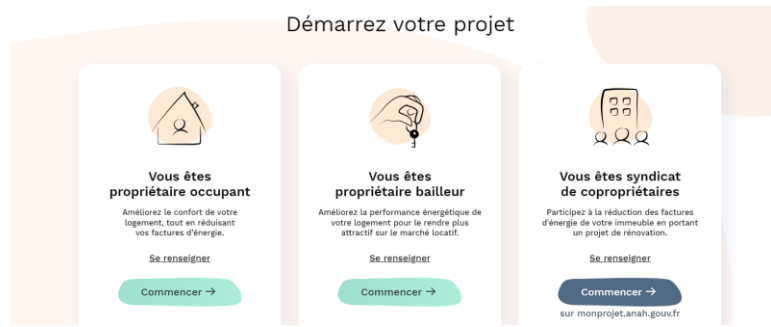 Démarrez votre projet
Vous êtes
propriétaire occupant
Améliorez le confort de votre
logement, tout en réduisant
vos factures d'énergie.
Se renseigner
Commencer →
Vous êtes
propriétaire bailleur
Améliorez la performance énergétique de
votre logement pour le rendre plus
attractif sur le marché locatif.
Se renseigner
Commencer →
Vous êtes syndicat
de copropriétaires
Participez à la réduction des factures
d'énergie de votre immeuble en portant
un projet de rénovation.
Se renseigner
Commencer →
sur monprojet.anah.gouv.fr